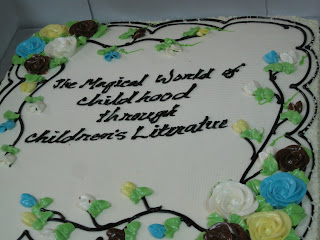 The Magical World of
Childhood
through
Children's Literature